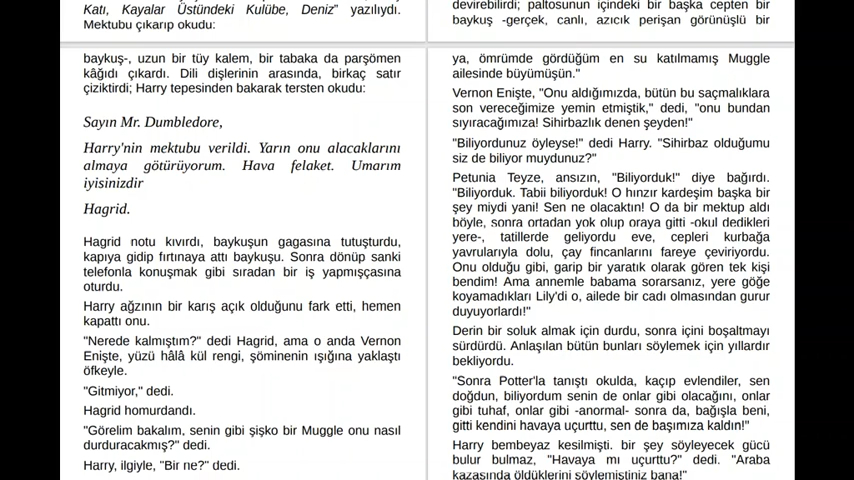 Katı, Kayalar Üstündeki Kulübe, Deniz" yazılıydı.
Mektubu çıkarıp okudu:
baykuş-, uzun bir tüy kalem, bir tabaka da parşömen
kâğıdı çıkardı. Dili dişlerinin arasında, birkaç satır
çiziktirdi; Harry tepesinden bakarak tersten okudu:
Sayın Mr. Dumbledore,
Harry'nin mektubu verildi. Yarın onu alacaklarını
almaya götürüyorum. Hava felaket. Umarım
iyisinizdir
Hagrid.
Hagrid notu kıvırdı, baykuşun gagasına tutuşturdu,
kapıya gidip fırtınaya attı baykuşu. Sonra dönüp sanki
telefonla konuşmak gibi sıradan bir iş yapmışçasına
oturdu.
Harry ağzının bir karış açık olduğunu fark etti, hemen
kapattı onu.
"Nerede kalmıştım?" dedi Hagrid, ama o anda Vernon
Enişte, yüzü hâlâ kül rengi, şöminenin ışığına yaklaştı
öfkeyle.
"Gitmiyor," dedi.
Hagrid homurdandı.
"Görelim bakalım, senin gibi şişko bir Muggle onu nasıl
durduracakmış?" dedi.
Harry, ilgiyle, "Bir ne?" dedi.
devirebilirdi; paltosunun içindeki bir başka cepten bir
baykuş -gerçek, canlı, azıcık perişan görünüşlü bir
ya, ömrümde gördüğüm en su katılmamış Muggle
ailesinde büyümüşün."
Vernon Enişte, "Onu aldığımızda, bütün bu saçmalıklara
son vereceğimize yemin etmiştik," dedi, "onu bundan
sıyıracağımıza! Sihirbazlık denen şeyden!"
"Biliyordunuz öyleyse!" dedi Harry. "Sihirbaz olduğumu
siz de biliyor muydunuz?"
Petunia Teyze, ansızın, "Biliyorduk!" diye bağırdı.
"Biliyorduk. Tabii biliyorduk! O hınzır kardeşim başka bir
şey miydi yani! Sen ne olacaktın! O da bir mektup aldı
böyle, sonra ortadan yok olup oraya gitti -okul dedikleri
yere-, tatillerde geliyordu eve, cepleri kurbağa
yavrularıyla dolu, çay fincanlarını fareye çeviriyordu.
Onu olduğu gibi, garip bir yaratık olarak gören tek kişi
bendim! Ama annemle babama sorarsanız, yere göğe
koyamadıkları Lily'di o, ailede bir cadı olmasından gurur
duyuyorlardı!"
Derin bir soluk almak için durdu, sonra içini boşaltmayı
sürdürdü. Anlaşılan bütün bunları söylemek için yıllardır
bekliyordu.
"Sonra Potter'la tanıştı okulda, kaçıp evlendiler, sen
doğdun, biliyordum senin de onlar gibi olacağını, onlar
gibi tuhaf, onlar gibi -anormal- sonra da, bağışla beni,
gitti kendini havaya uçurttu, sen de başımıza kaldın!"
Harry bembeyaz kesilmişti. bir şey söyleyecek gücü
bulur bulmaz, "Havaya mı uçurttu?" dedi. "Araba
kazasında öldüklerini söylemiştiniz bana!"